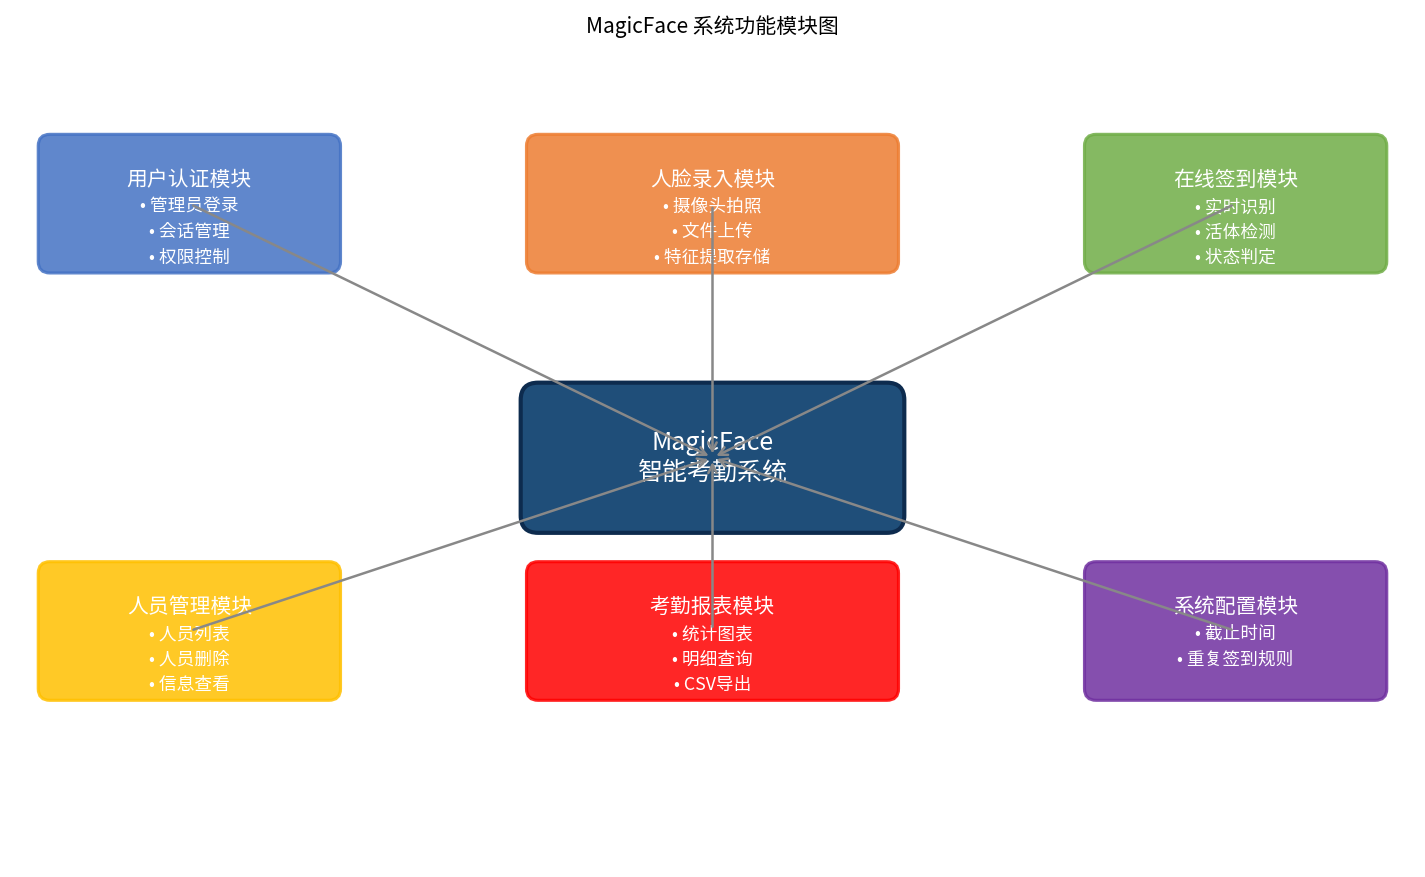 MagicFace 系统功能模块图
用户认证模块
• 管理员登录
• 会话管理
• 权限控制
人脸录入模块
• 摄像头拍照
• 文件上传
• 特征提取存储
在线签到模块
• 实时识别
• 活体检测
• 状态判定
MagicFace
智能考勤系统
人员管理模块
• 人员列表
• 人员删除
• 信息查看
考勤报表模块
• 统计图表
• 明细查询
• CSV导出
系统配置模块
• 截止时间
• 重复签到规则